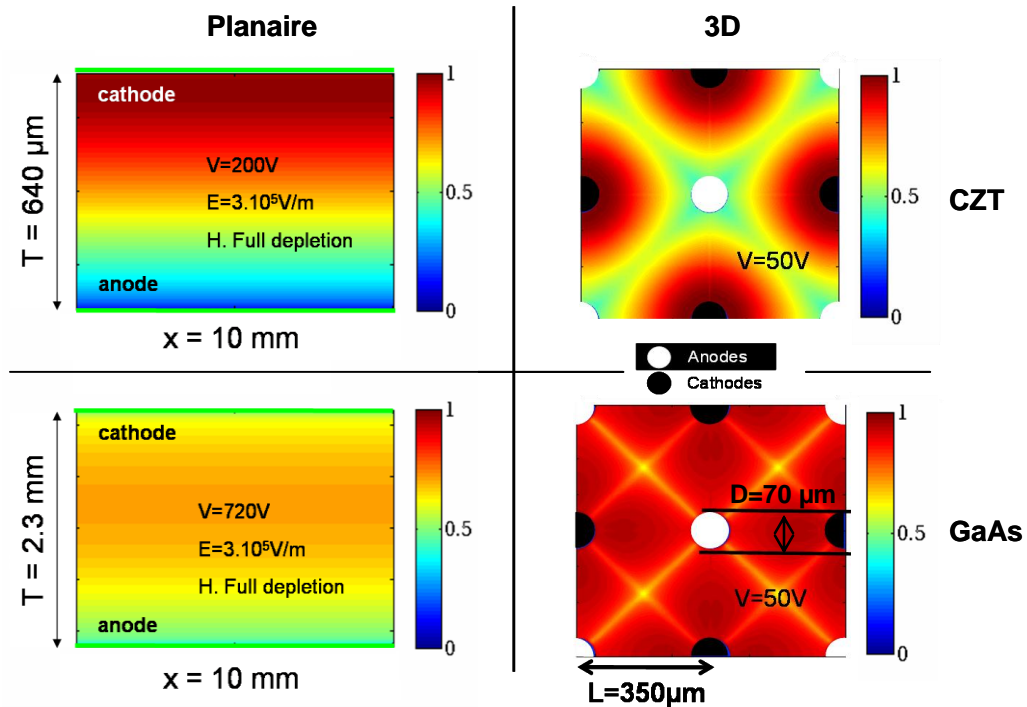 Planaire
3D
T = 640 µm
cathode
V=200V
E=3.10⁵V/m
H. Full depletion
anode
x = 10 mm
1
0.5
0
V=50V
1
0.5
0
CZT
Anodes
Cathodes
T = 2.3 mm
cathode
V=720V
E=3.10⁵V/m
H. Full depletion
anode
x = 10 mm
1
0.5
0
D=70 µm
V=50V
L=350µm
1
0.5
0
GaAs